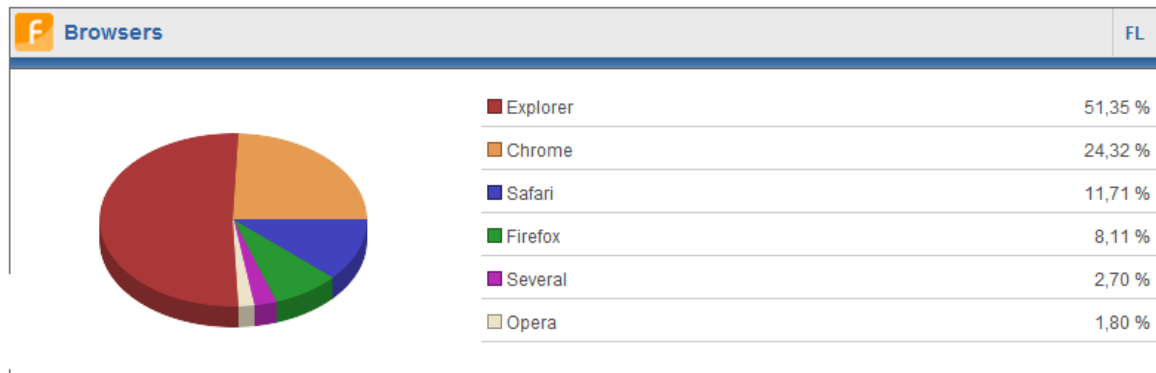 F Browsers FL
Explorer 51,35 %
Chrome 24,32 %
Safari 11,71 %
Firefox 8,11 %
Several 2,70 %
Opera 1,80 %